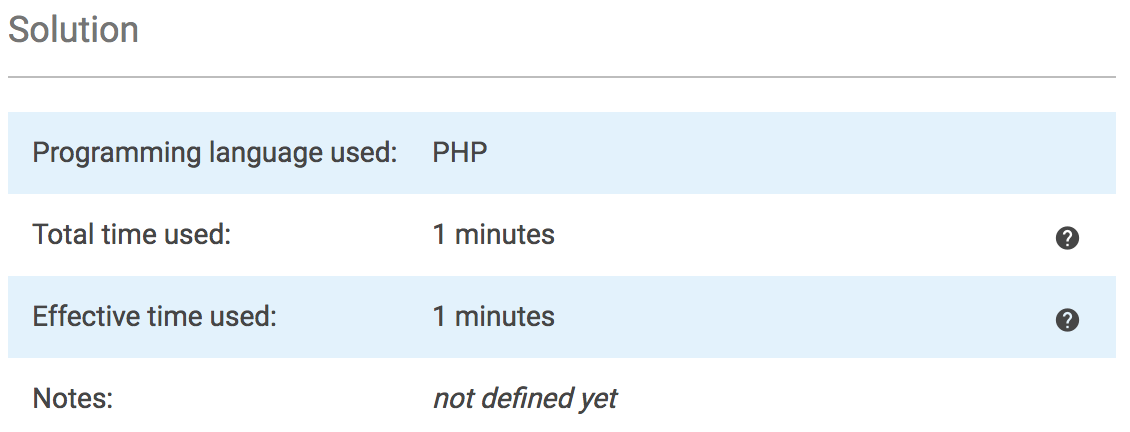 Solution
Programming language used: PHP
Total time used: 1 minutes ?
Effective time used: 1 minutes ?
Notes: not defined yet